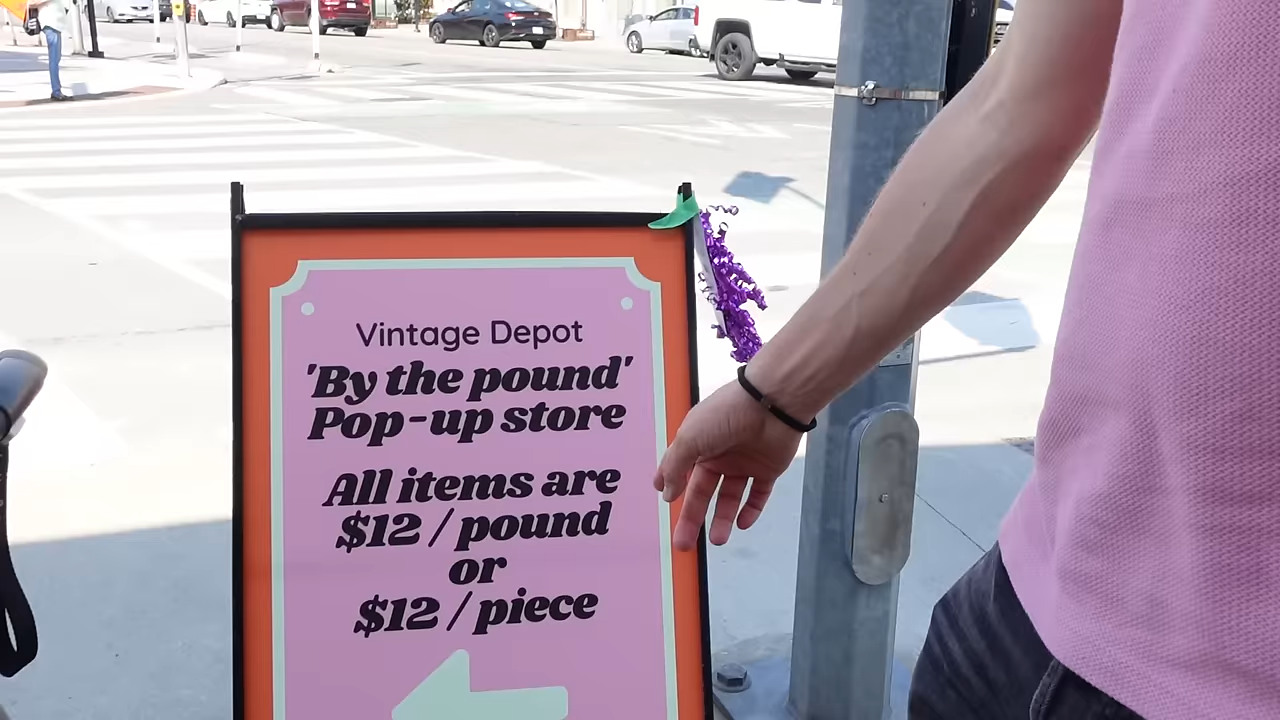 Vintage Depot
'By the pound'
Pop-up store
All items are
$12 / pound
or
$12 / piece